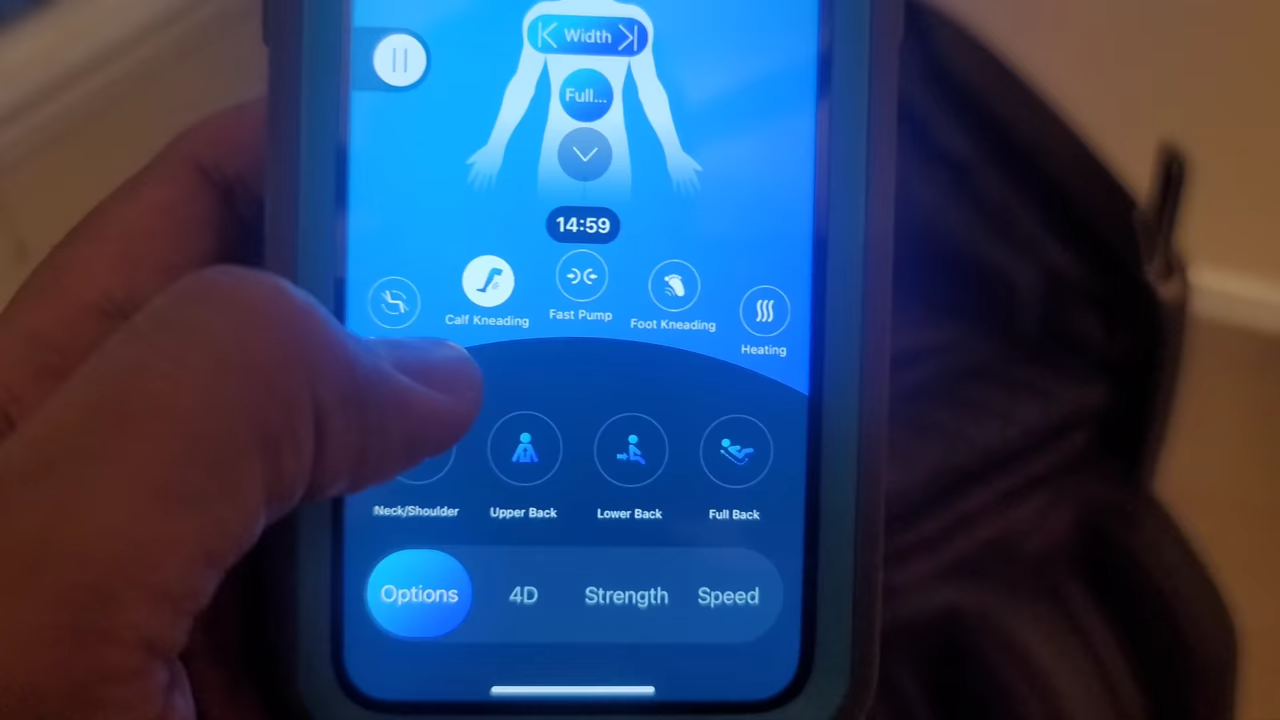 Width
Full...
14:59
Calf Kneading
Fast Pump
Foot Kneading
Heating
Neck/Shoulder
Upper Back
Lower Back
Full Back
Options
4D
Strength
Speed